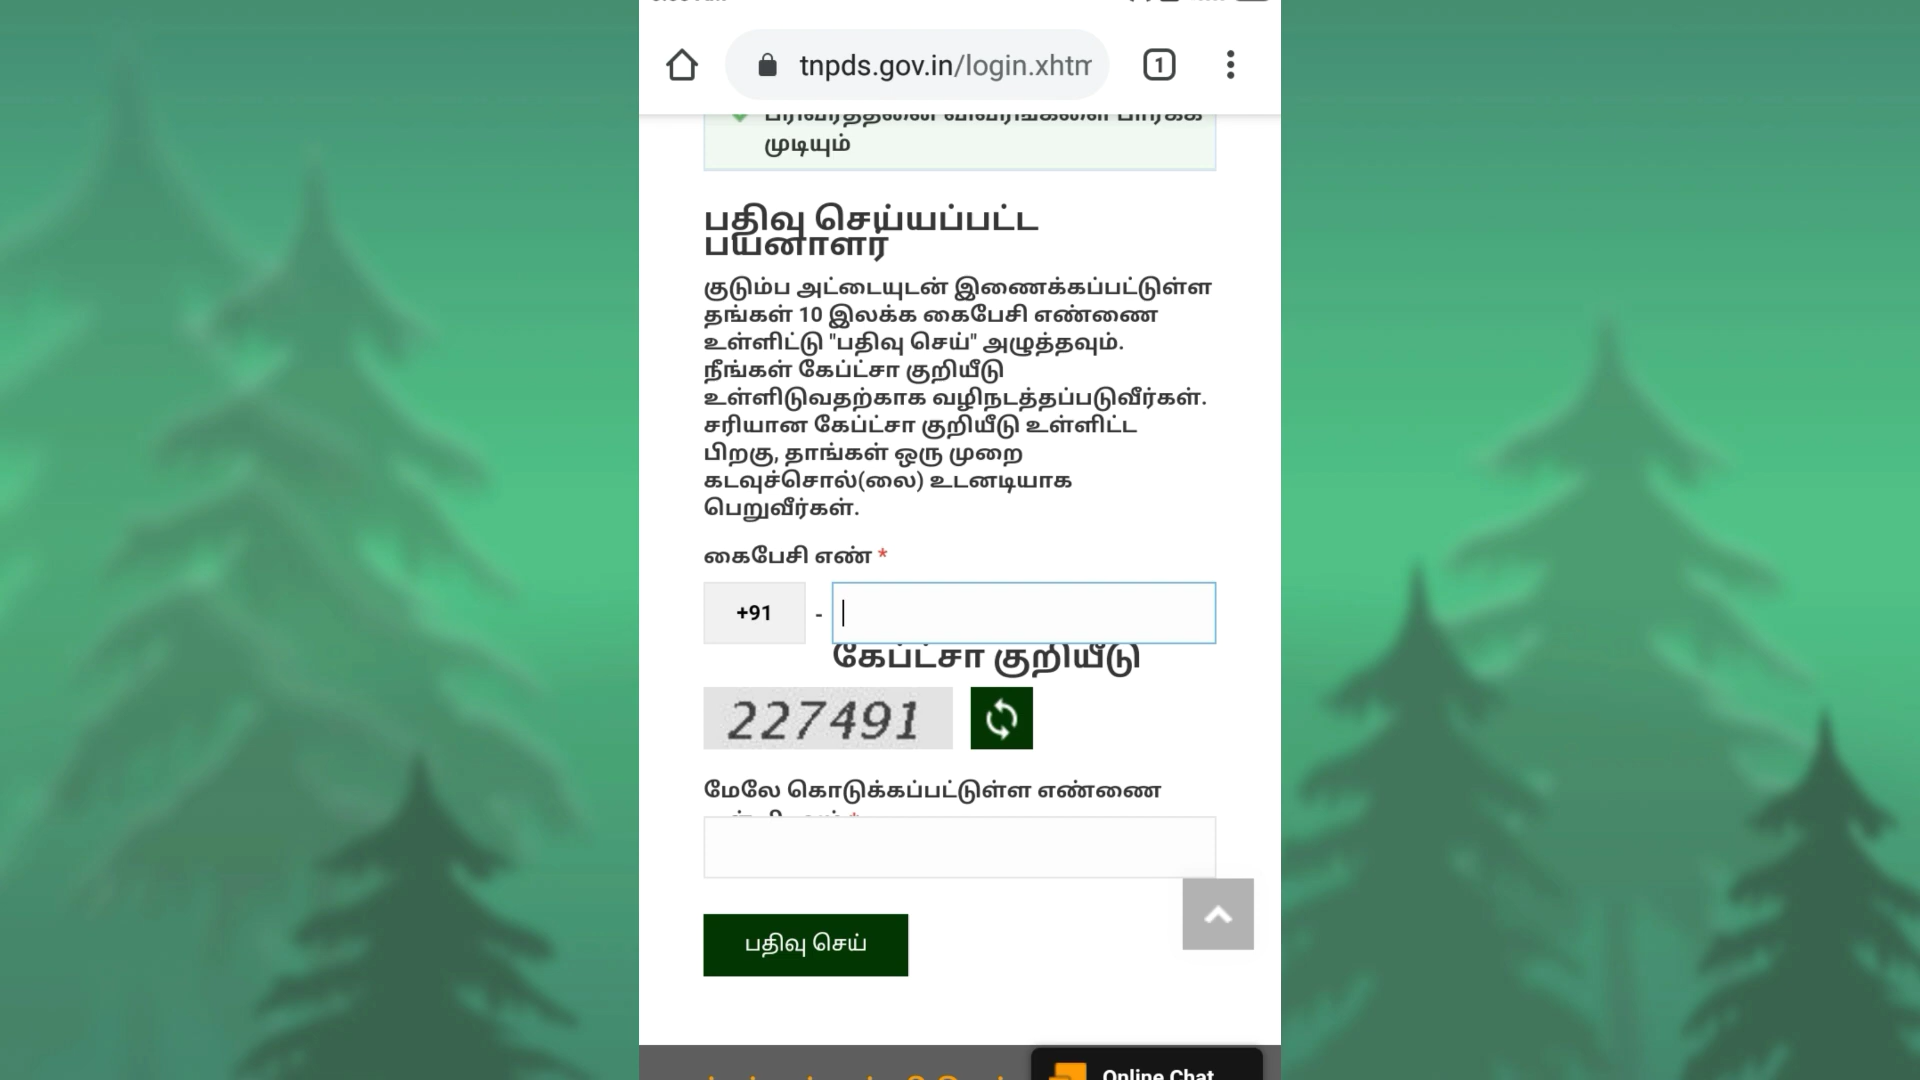 tnpds.gov.in/login.xhtm
1
முடியும்
பதிவு செய்யப்பட்ட
பயனாளர்
குடும்ப அட்டையுடன் இணைக்கப்பட்டுள்ள
தங்கள் 10 இலக்க கைபேசி எண்ணை
உள்ளிட்டு "பதிவு செய்" அழுத்தவும்.
நீங்கள் கேப்ட்சா குறியீடு
உள்ளிடுவதற்காக வழிநடத்தப்படுவீர்கள்.
சரியான கேப்ட்சா குறியீடு உள்ளிட்ட
பிறகு, தாங்கள் ஒரு முறை
கடவுச்சொல்(லை) உடனடியாக
பெறுவீர்கள்.
கைபேசி எண் *
+91 -
கேப்ட்சா குறியீடு
227491
மேலே கொடுக்கப்பட்டுள்ள எண்ணை
பதிவு செய்
Online Chat